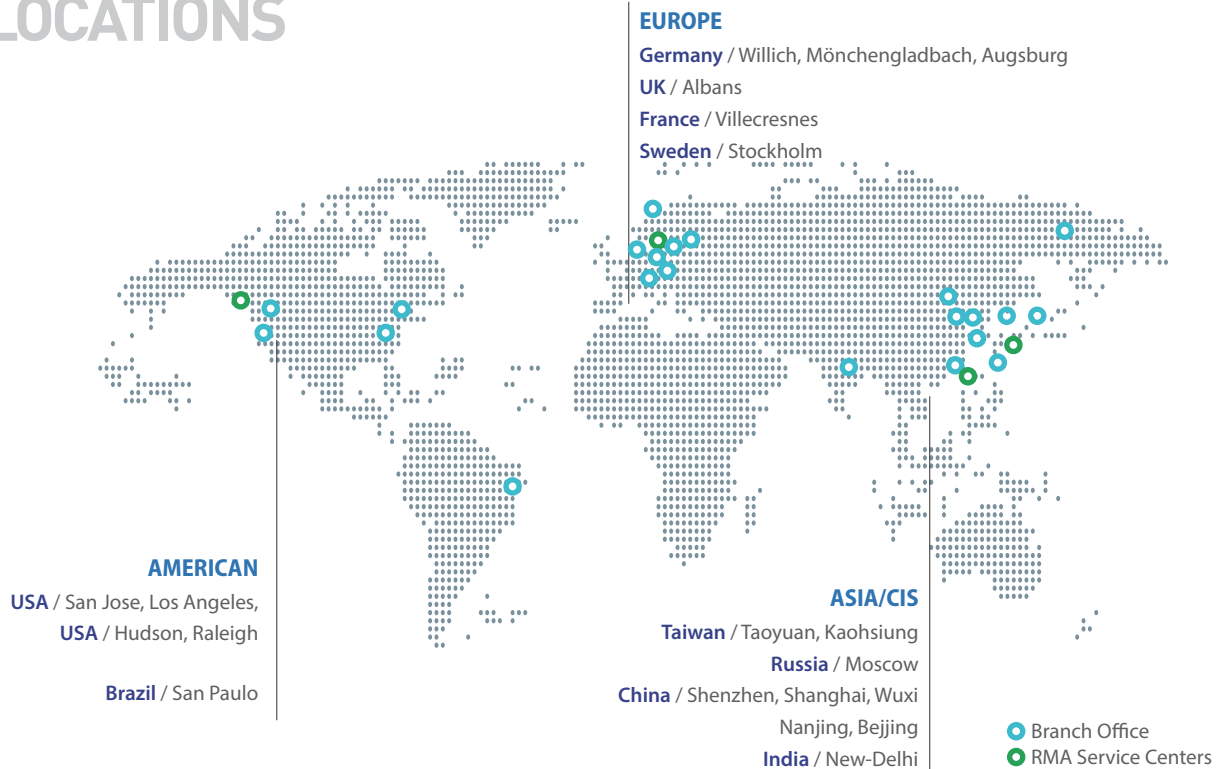 LOCATIONS
EUROPE
Germany / Willich, Mönchengladbach, Augsburg
UK / Albans
France / Villecresnes
Sweden / Stockholm
AMERICAN
USA / San Jose, Los Angeles,
USA / Hudson, Raleigh
Brazil / San Paulo
ASIA/CIS
Taiwan / Taoyuan, Kaohsiung
Russia / Moscow
China / Shenzhen, Shanghai, Wuxi
Nanjing, Bejjing
India / New-Delhi
Branch Office
RMA Service Centers